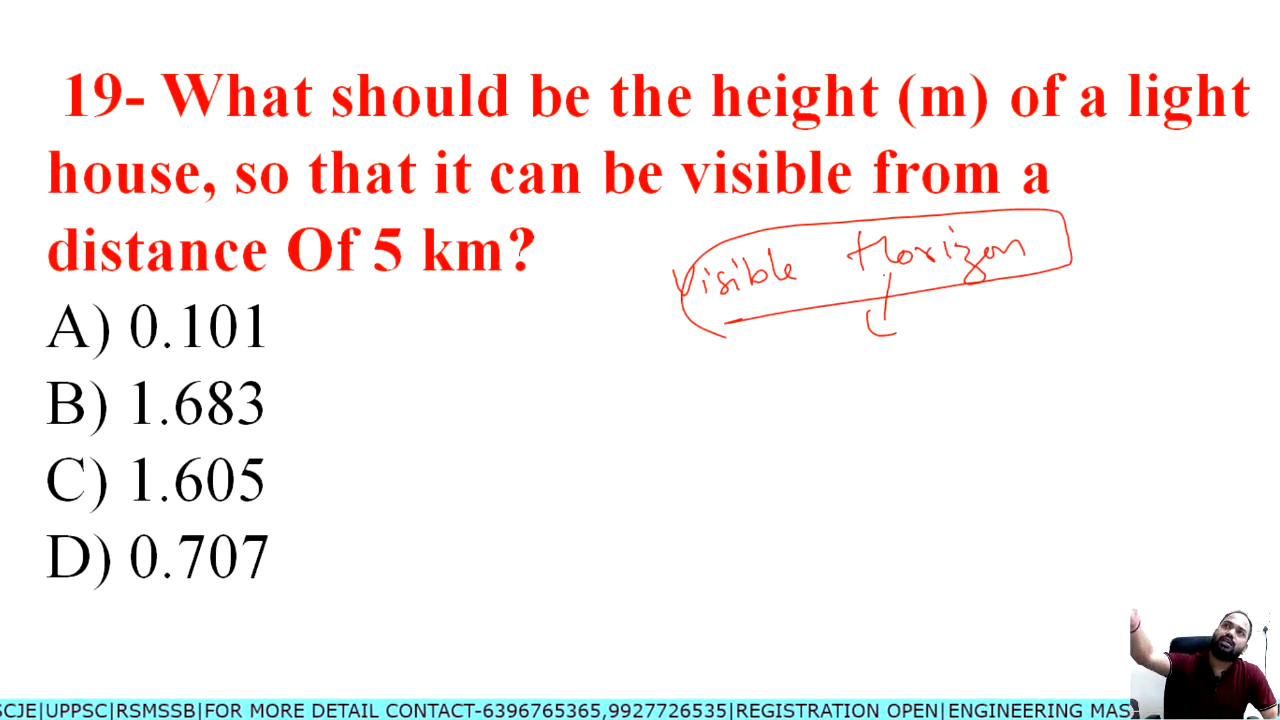 19- What should be the height (m) of a light
house, so that it can be visible from a
distance Of 5 km?
Visible Horizon
A) 0.101
B) 1.683
C) 1.605
D) 0.707
SCJE|UPPSC|RSMSSB|FOR MORE DETAIL CONTACT-6396765365,9927726535|REGISTRATION OPEN|ENGINEERING MAS